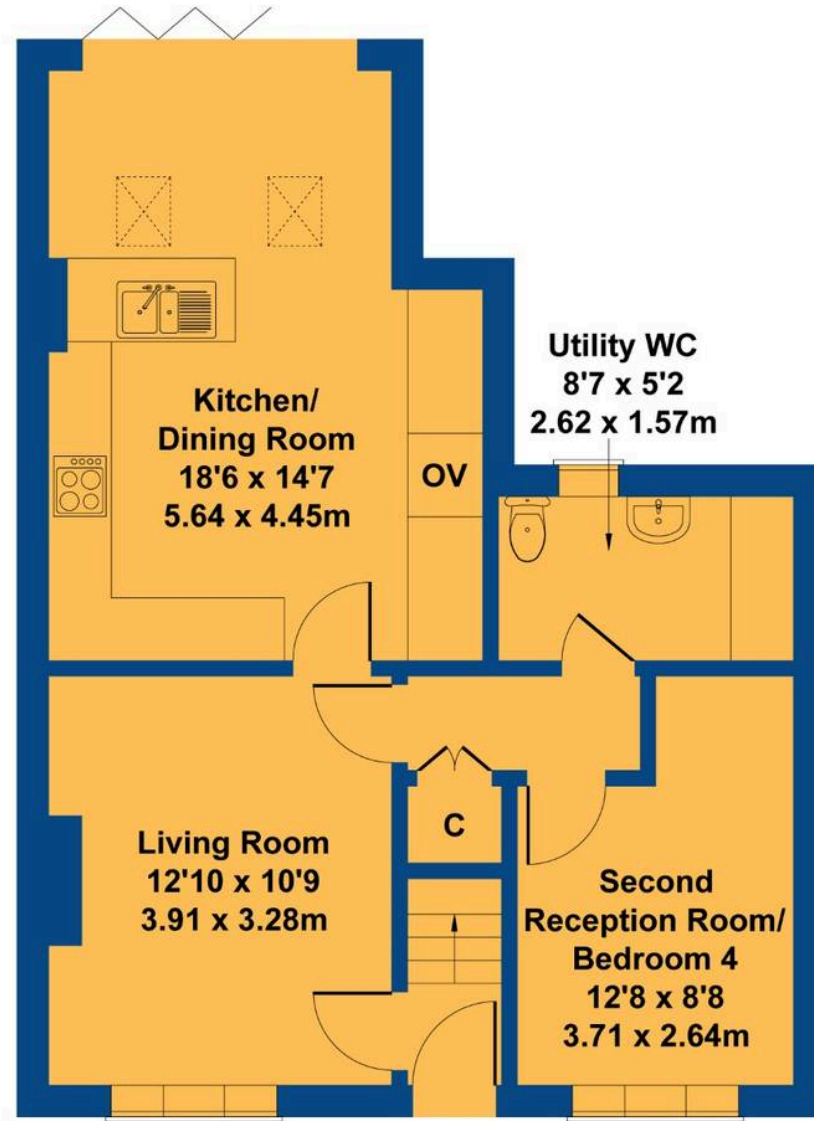 Utility WC
8'7 x 5'2
2.62 x 1.57m
Kitchen/
Dining Room
18'6 x 14'7
5.64 x 4.45m
OV
Living Room
12'10 x 10'9
3.91 x 3.28m
C
Second
Reception Room/
Bedroom 4
12'8 x 8'8
3.71 x 2.64m